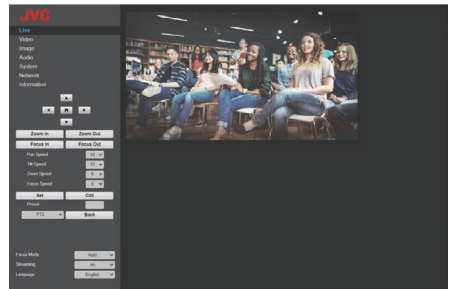 JVC
Live
Video
Image
Audio
System
Network
Information
Zoom In Zoom Out
Focus In Focus Out
Pan Speed
Tilt Speed
Zoom Speed
Focus Speed
Set Call
Preset
PTZ Back
Focus Mode Auto
Streaming
Language English